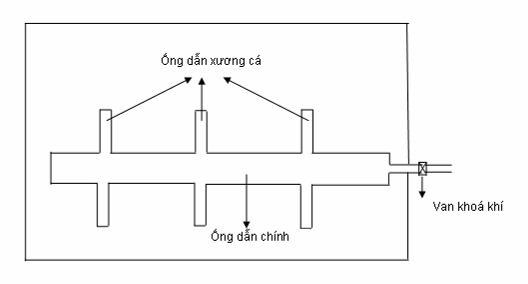 Ống dẫn xương cá
Van khoá khí
Ống dẫn chính